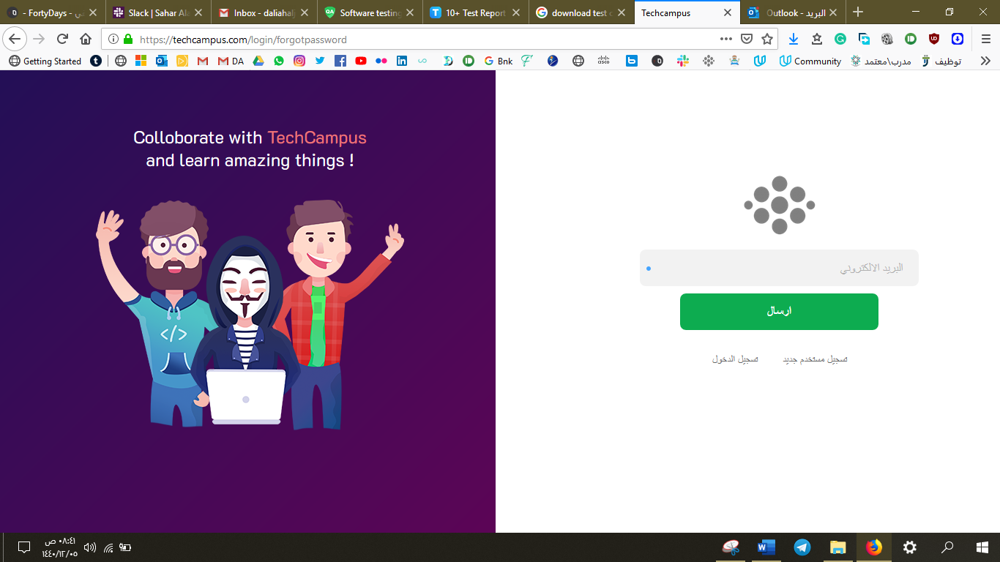 - FortyDays - في
Slack | Sahar Al
Inbox - daliahal
Software testing
10+ Test Report
download test c
Techcampus
Outlook - البريد
https://techcampus.com/login/forgotpassword
Getting Started
DA
Bnk
Community
مدرب\معتمد
توظيف
Colloborate with TechCampus
and learn amazing things !
البريد الالكتروني
ارسال
تسجيل مستخدم جديد
تسجيل الدخول
٠٨:٤١ ص
١٤٤٠/١٢/٠٥